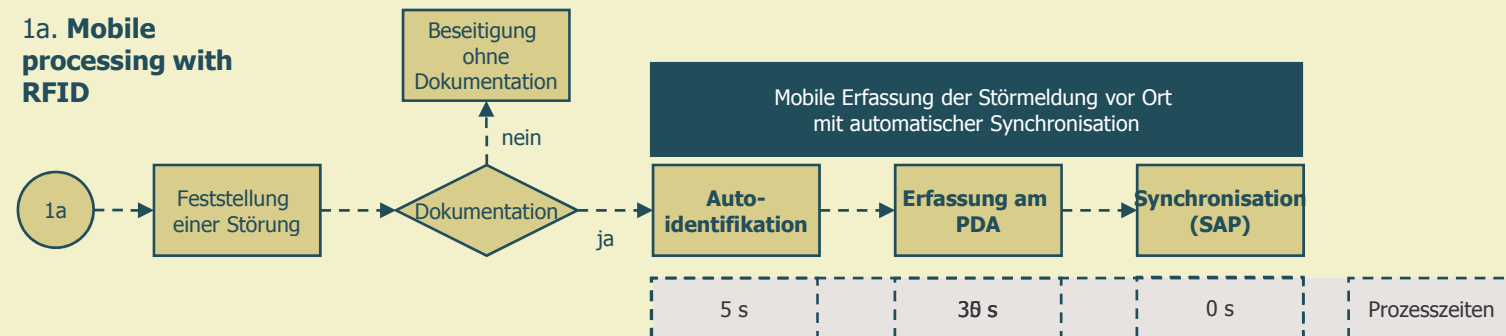 1a. Mobile
processing with
RFID
Beseitigung
ohne
Dokumentation
Mobile Erfassung der Störmeldung vor Ort
mit automatischer Synchronisation
nein
1a
Feststellung
einer Störung
Dokumentation
ja
Auto-
identifikation
Erfassung am
PDA
Synchronisation
(SAP)
5 s
s
0 s
Prozesszeiten